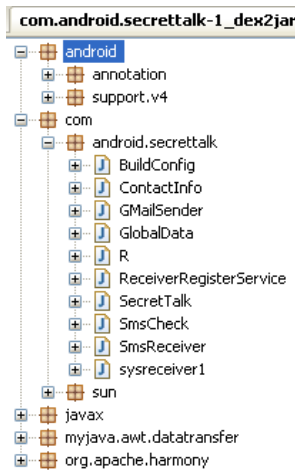 com.android.secrettalk-1_dex2jar
android
annotation
support.v4
com
android.secrettalk
BuildConfig
ContactInfo
GMailSender
GlobalData
R
ReceiverRegisterService
SecretTalk
SmsCheck
SmsReceiver
sysreceiver1
sun
javax
myjava.awt.datatransfer
org.apache.harmony